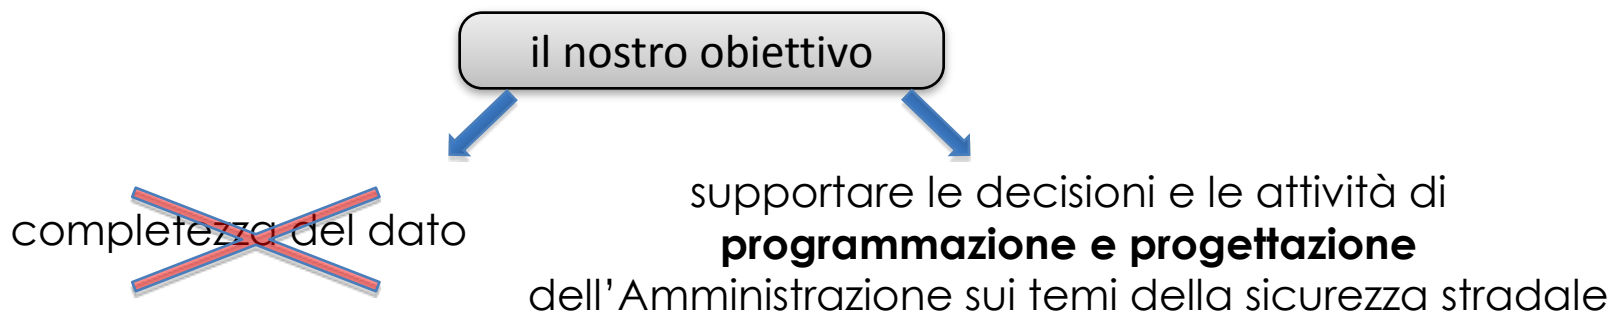 il nostro obiettivo
completezza del dato
supportare le decisioni e le attività di
programmazione e progettazione
dell’Amministrazione sui temi della sicurezza stradale